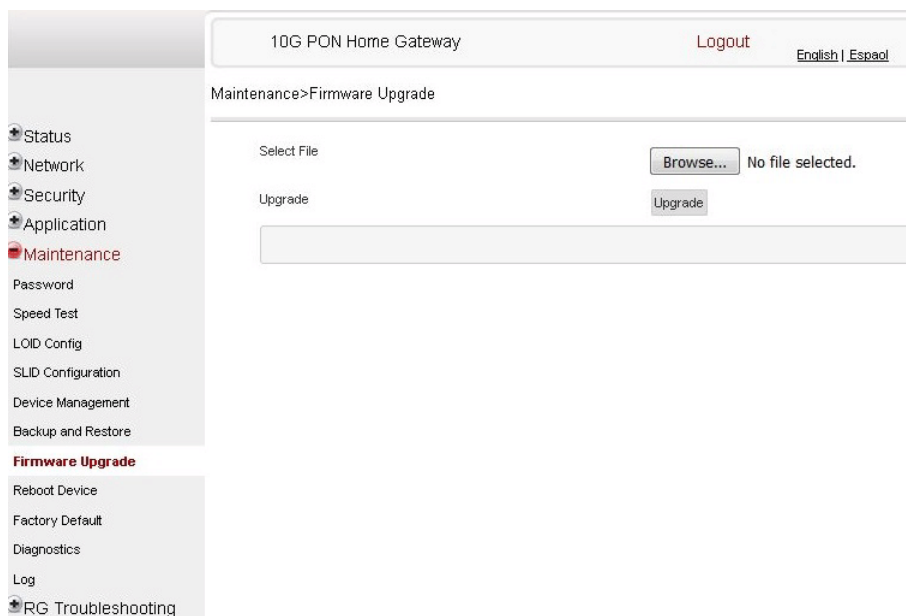 10G PON Home Gateway
Logout
English | Espaol
Maintenance>Firmware Upgrade
Status
Network
Security
Application
Maintenance
Password
Speed Test
LOID Config
SLID Configuration
Device Management
Backup and Restore
Firmware Upgrade
Reboot Device
Factory Default
Diagnostics
Log
RG Troubleshooting
Select File
Browse... No file selected.
Upgrade
Upgrade